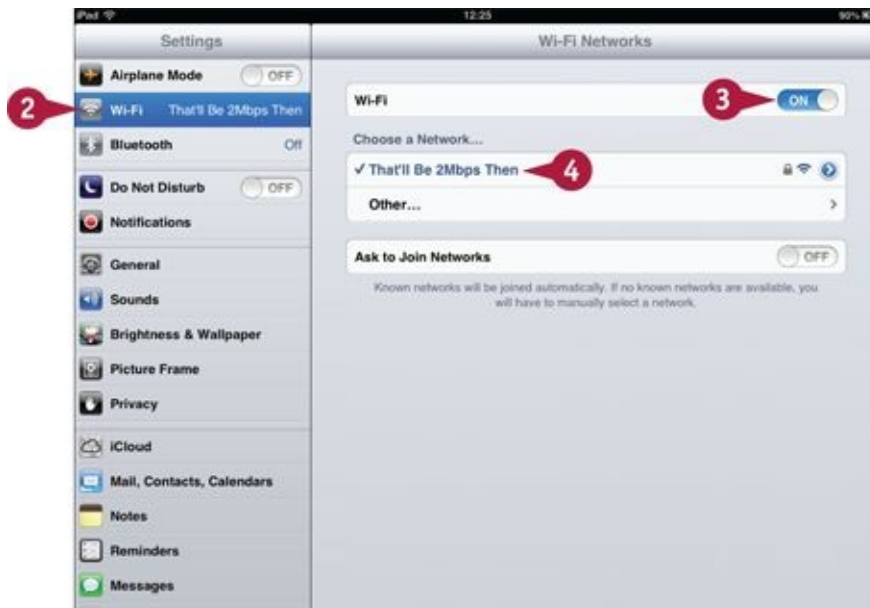 iPad 12:25 90%
Settings
Airplane Mode OFF
2 Wi-Fi That'll Be 2Mbps Then
Bluetooth Off
Do Not Disturb OFF
Notifications
General
Sounds
Brightness & Wallpaper
Picture Frame
Privacy
iCloud
Mail, Contacts, Calendars
Notes
Reminders
Messages
Wi-Fi Networks
Wi-Fi 3 ON
Choose a Network...
✓ That'll Be 2Mbps Then 4
Other...
Ask to Join Networks OFF
Known networks will be joined automatically. If no known networks are available, you
will have to manually select a network.